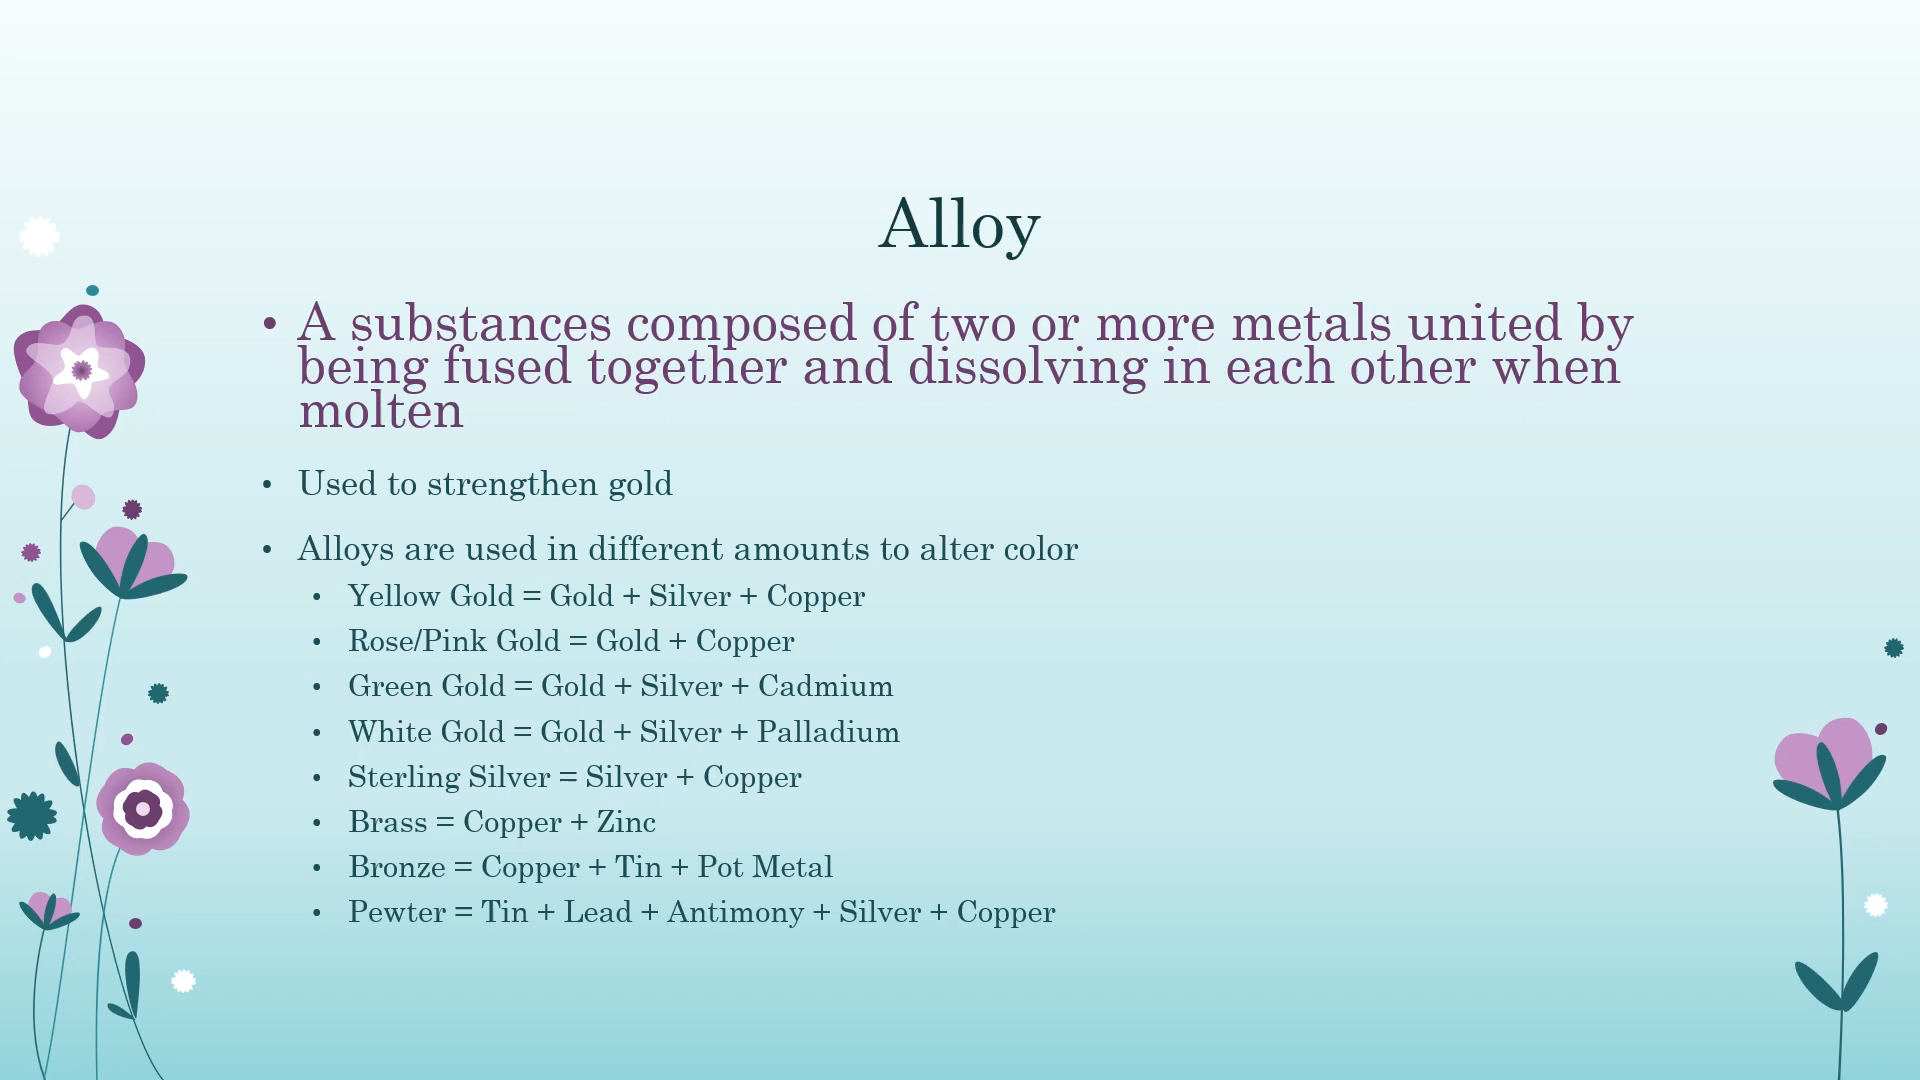 Alloy
• A substances composed of two or more metals united by
being fused together and dissolving in each other when
molten
• Used to strengthen gold
• Alloys are used in different amounts to alter color
• Yellow Gold = Gold + Silver + Copper
• Rose/Pink Gold = Gold + Copper
• Green Gold = Gold + Silver + Cadmium
• White Gold = Gold + Silver + Palladium
• Sterling Silver = Silver + Copper
• Brass = Copper + Zinc
• Bronze = Copper + Tin + Pot Metal
• Pewter = Tin + Lead + Antimony + Silver + Copper